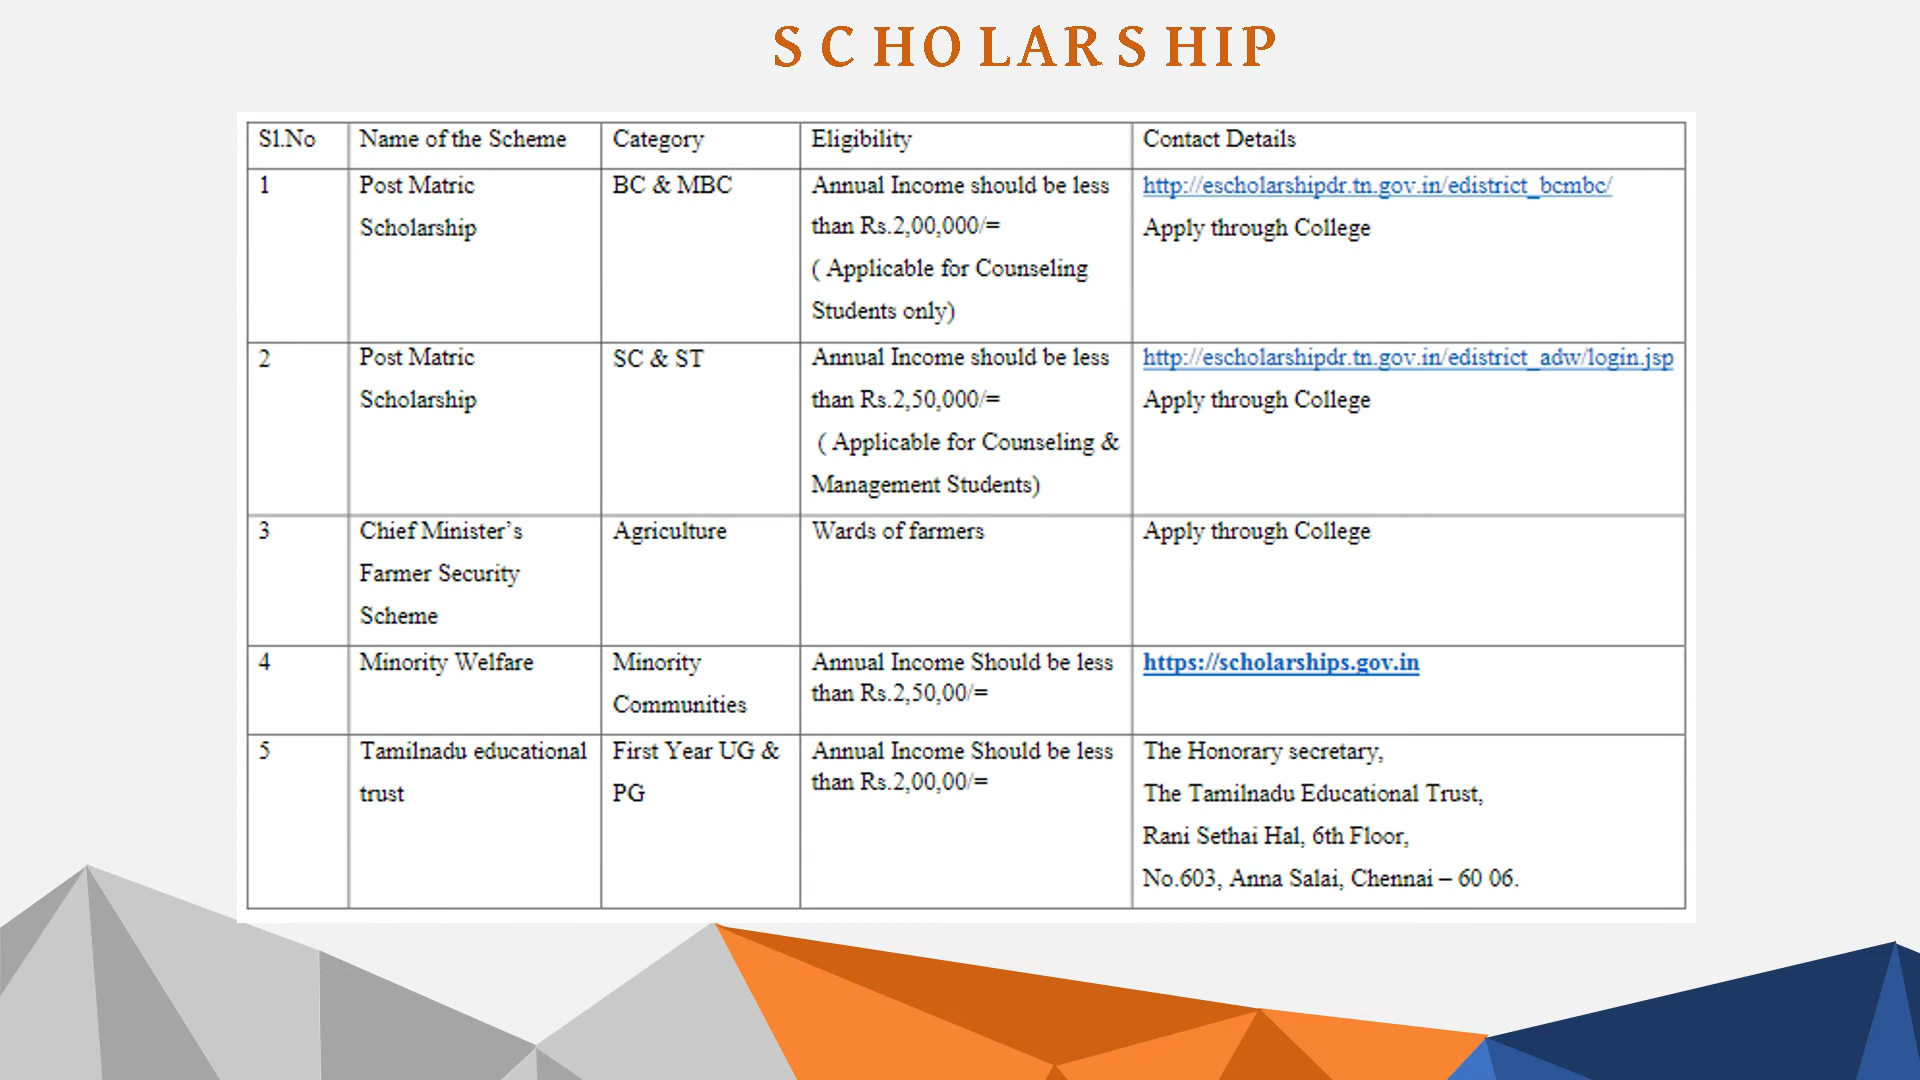 SCHOLARSHIP
Sl.No Name of the Scheme Category Eligibility Contact Details
1 Post Matric BC & MBC Annual Income should be less http://escholarshipdr.tn.gov.in/edistrict_bcmbc/
Scholarship than Rs.2,00,000/= Apply through College
( Applicable for Counseling
Students only)
2 Post Matric SC & ST Annual Income should be less http://escholarshipdr.tn.gov.in/edistrict_adw/login.jsp
Scholarship than Rs.2,50,000/= Apply through College
( Applicable for Counseling &
Management Students)
3 Chief Minister’s Agriculture Wards of farmers Apply through College
Farmer Security
Scheme
4 Minority Welfare Minority Annual Income Should be less https://scholarships.gov.in
Communities than Rs.2,50,00/=
5 Tamilnadu educational First Year UG & Annual Income Should be less The Honorary secretary,
trust PG than Rs.2,00,00/= The Tamilnadu Educational Trust,
Rani Sethai Hal, 6th Floor,
No.603, Anna Salai, Chennai – 60 06.